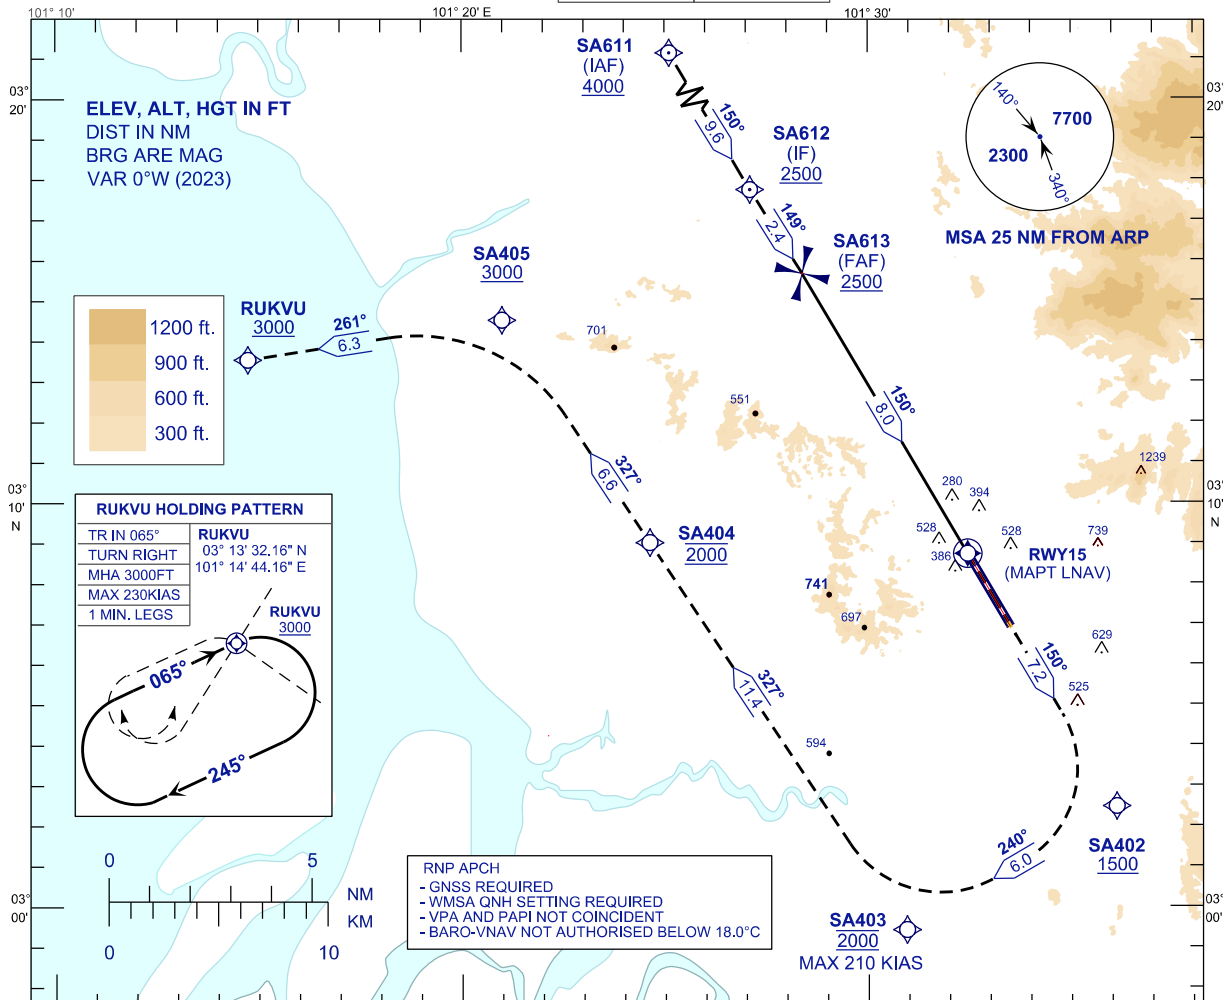 101° 10'
101° 20' E
101° 30'
03°
20'
03°
20'
ELEV, ALT, HGT IN FT
DIST IN NM
BRG ARE MAG
VAR 0°W (2023)
SA611
(IAF)
4000
150°
9.6
SA612
(IF)
2500
149°
2.4
SA613
(FAF)
2500
140°
7700
2300
340°
MSA 25 NM FROM ARP
SA405
3000
RUKVU
3000
261°
6.3
1200 ft.
900 ft.
600 ft.
300 ft.
701
551
150°
8.0
1239
280
394
528
528
739
386
327°
6.6
SA404
2000
RWY15
(MAPT LNAV)
03°
10'
N
03°
10'
N
741
697
629
150°
7.2
525
327°
11.4
594
RUKVU HOLDING PATTERN
TR IN 065°
TURN RIGHT
MHA 3000FT
MAX 230KIAS
1 MIN. LEGS
RUKVU
03° 13' 32.16" N
101° 14' 44.16" E
RUKVU
3000
065°
245°
240°
6.0
SA402
1500
SA403
2000
MAX 210 KIAS
0
5
NM
KM
0
10
RNP APCH
- GNSS REQUIRED
- WMSA QNH SETTING REQUIRED
- VPA AND PAPI NOT COINCIDENT
- BARO-VNAV NOT AUTHORISED BELOW 18.0°C
03°
00'
03°
00'